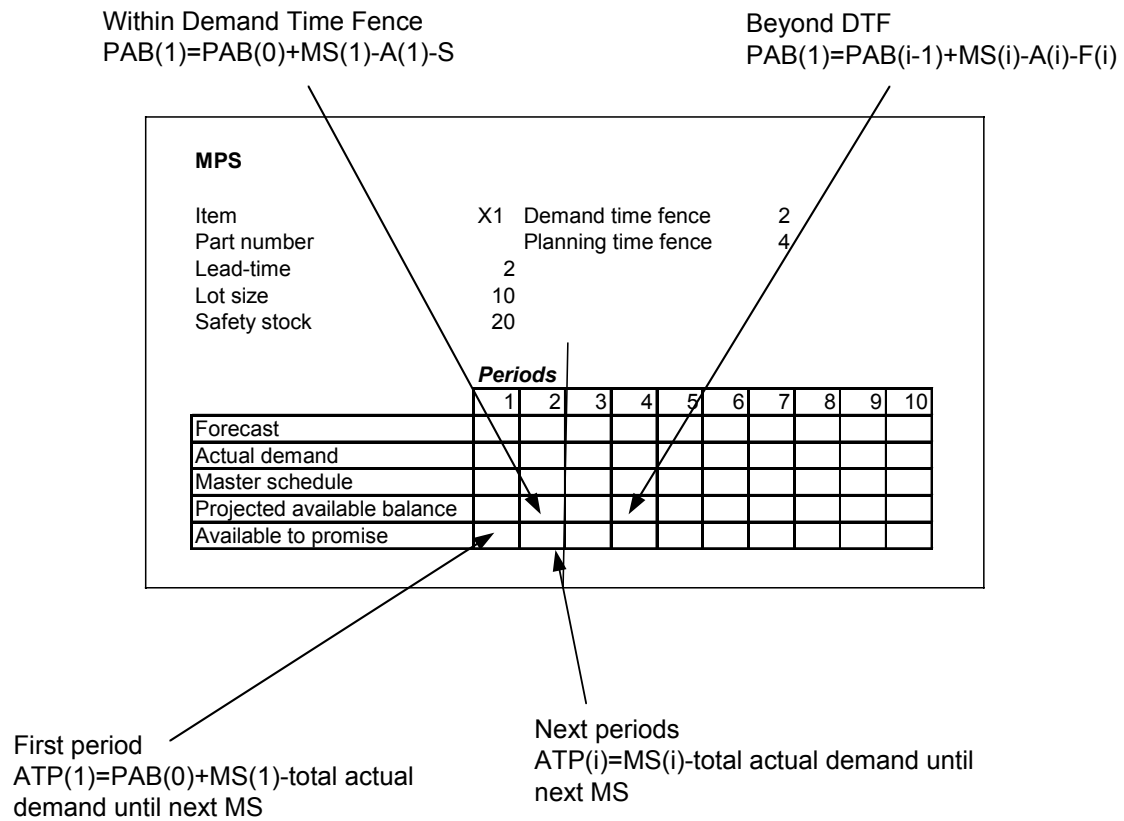 Within Demand Time Fence
PAB(1)=PAB(0)+MS(1)-A(1)-S
Beyond DTF
PAB(1)=PAB(i-1)+MS(i)-A(i)-F(i)
MPS
Item X1 Demand time fence 2
Part number Planning time fence 4
Lead-time 2
Lot size 10
Safety stock 20
Periods
1 2 3 4 5 6 7 8 9 10
Forecast
Actual demand
Master schedule
Projected available balance
Available to promise
First period
ATP(1)=PAB(0)+MS(1)-total actual
demand until next MS
Next periods
ATP(i)=MS(i)-total actual demand until
next MS